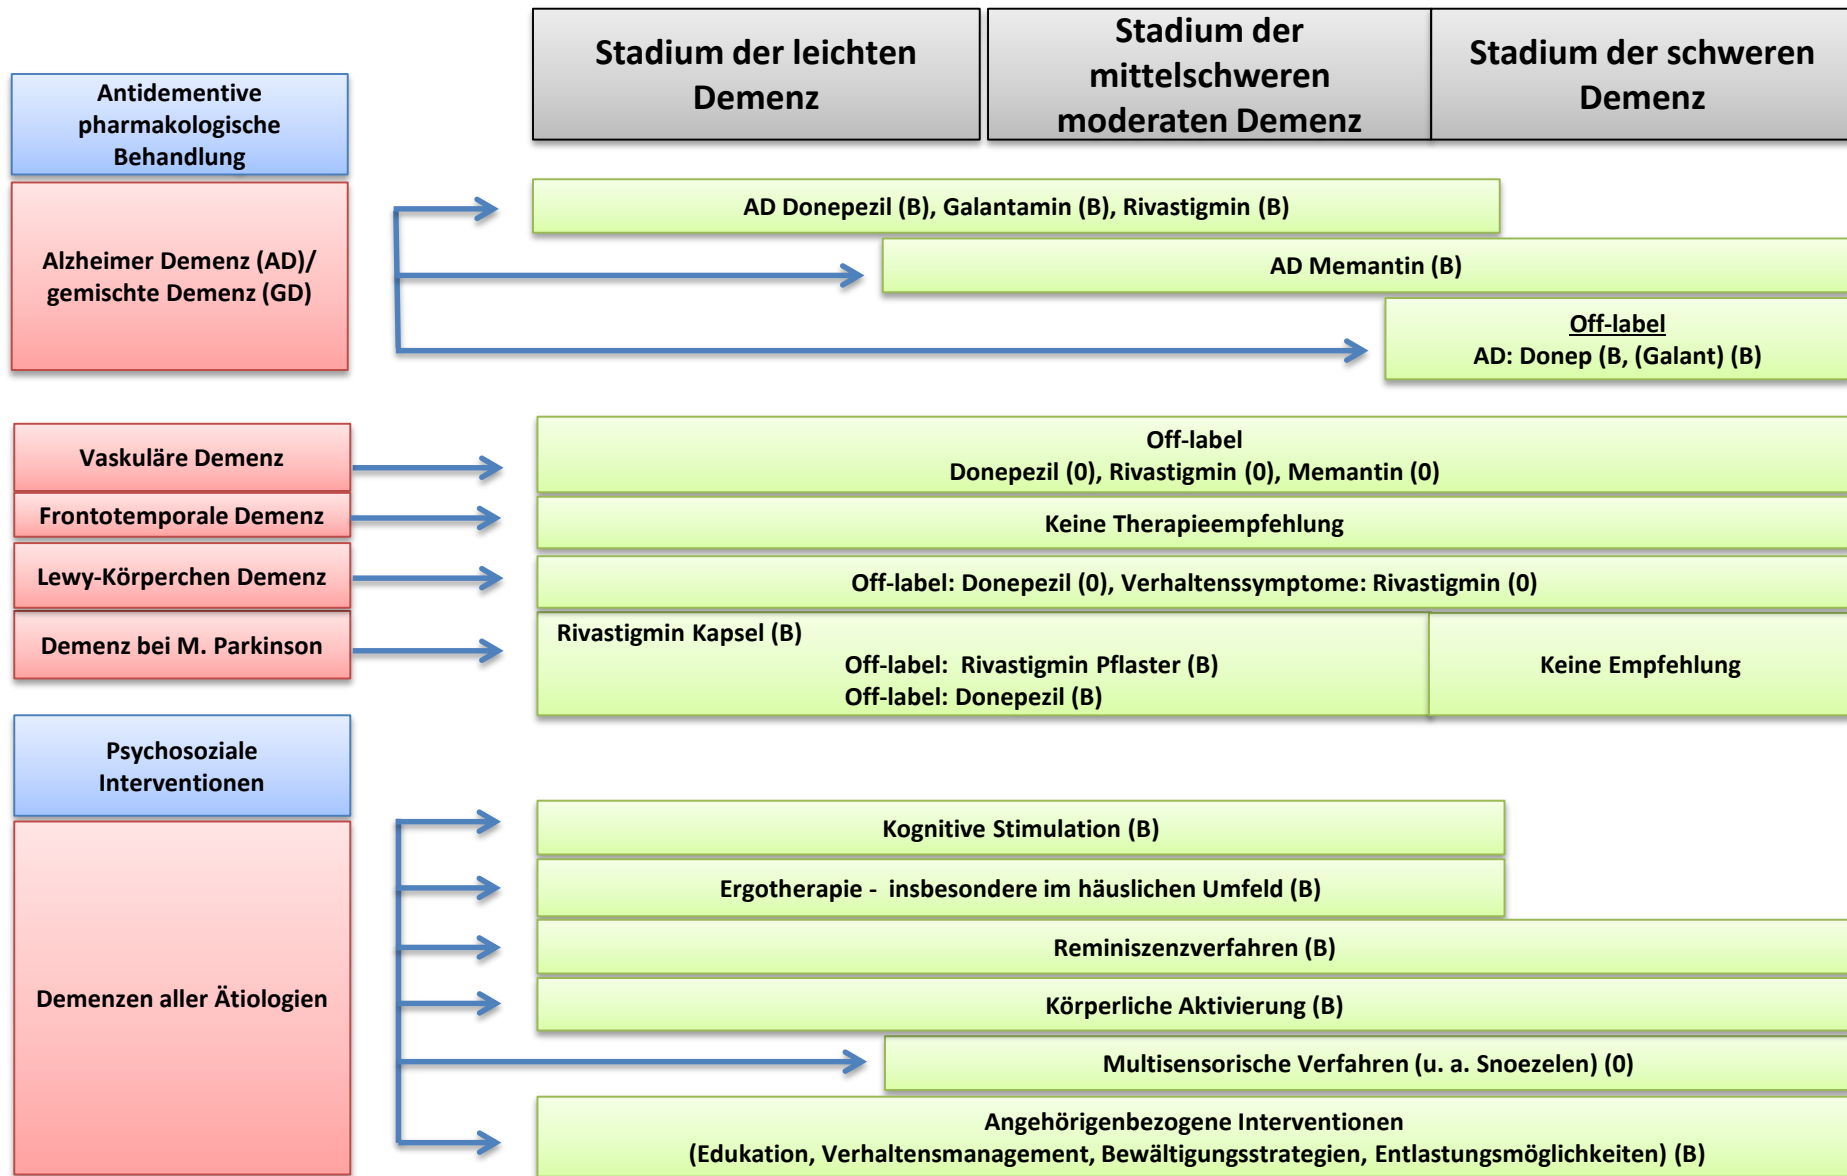 Stadium der leichten
Demenz
Stadium der
mittelschweren
moderaten Demenz
Stadium der schweren
Demenz
Antidementive
pharmakologische
Behandlung
Alzheimer Demenz (AD)/
gemischte Demenz (GD)
AD Donepezil (B), Galantamin (B), Rivastigmin (B)
AD Memantin (B)
Off-label
AD: Donep (B, (Galant) (B)
Vaskuläre Demenz
Off-label
Donepezil (0), Rivastigmin (0), Memantin (0)
Frontotemporale Demenz
Keine Therapieempfehlung
Lewy-Körperchen Demenz
Off-label: Donepezil (0), Verhaltenssymptome: Rivastigmin (0)
Demenz bei M. Parkinson
Rivastigmin Kapsel (B)
Off-label: Rivastigmin Pflaster (B)
Off-label: Donepezil (B)
Keine Empfehlung
Psychosoziale
Interventionen
Demenzen aller Ätiologien
Kognitive Stimulation (B)
Ergotherapie - insbesondere im häuslichen Umfeld (B)
Reminiszenzverfahren (B)
Körperliche Aktivierung (B)
Multisensorische Verfahren (u. a. Snoezelen) (0)
Angehörigenbezogene Interventionen
(Edukation, Verhaltensmanagement, Bewältigungsstrategien, Entlastungsmöglichkeiten) (B)